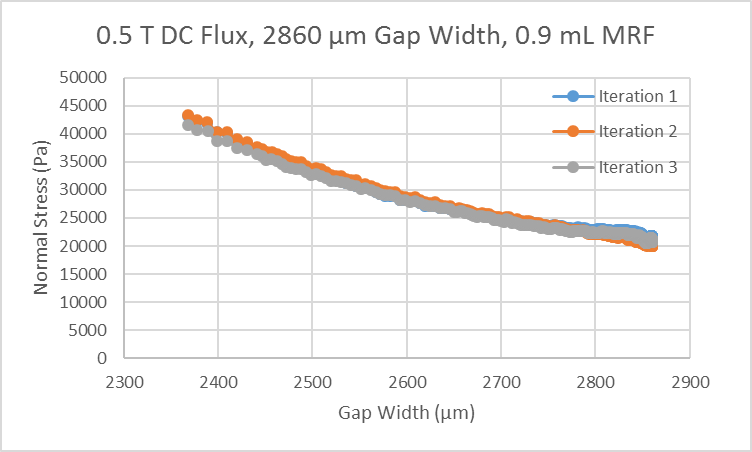 0.5 T DC Flux, 2860 µm Gap Width, 0.9 mL MRF
50000
45000
40000
35000
30000
25000
20000
15000
10000
5000
0
Normal Stress (Pa)
Iteration 1
Iteration 2
Iteration 3
2300 2400 2500 2600 2700 2800 2900
Gap Width (µm)